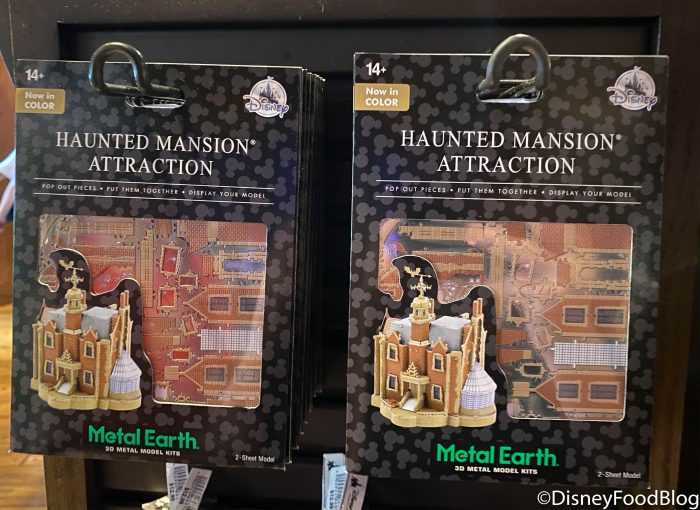 14+
Now in
COLOR
Disney
HAUNTED MANSION®
ATTRACTION
POP OUT PIECES • PUT THEM TOGETHER • DISPLAY YOUR MODEL
Metal Earth
3D METAL MODEL KITS
2-Sheet Model
14+
Now in
COLOR
Disney
HAUNTED MANSION®
ATTRACTION
POP OUT PIECES • PUT THEM TOGETHER • DISPLAY YOUR MODEL
Metal Earth
3D METAL MODEL KITS
2-Sheet Model
©DisneyFoodBlog